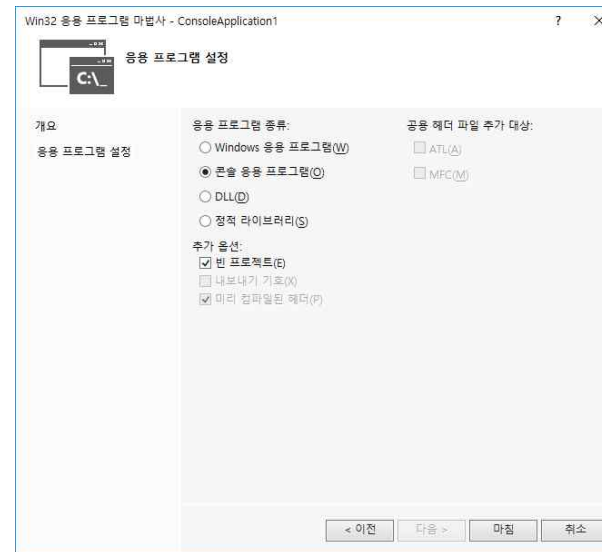 Win32 응용 프로그램 마법사 - ConsoleApplication1
?
X
C:\_
응용 프로그램 설정
개요
응용 프로그램 설정
응용 프로그램 종류:
Windows 응용 프로그램(W)
콘솔 응용 프로그램(O)
DLL(D)
정적 라이브러리(S)
추가 옵션:
빈 프로젝트(E)
내보내기 기호(X)
미리 컴파일된 헤더(P)
공용 헤더 파일 추가 대상:
ATL(A)
MFC(M)
< 이전
다음 >
마침
취소